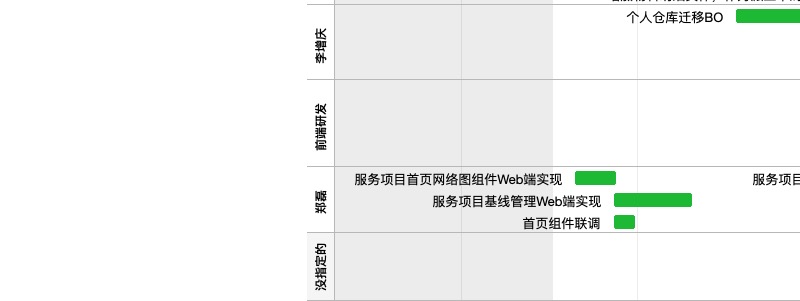 个人仓库迁移BO
李增庆
前端研发
服务项目首页网络图组件Web端实现
服务项目
服务项目基线管理Web端实现
郑磊
首页组件联调
没指定的